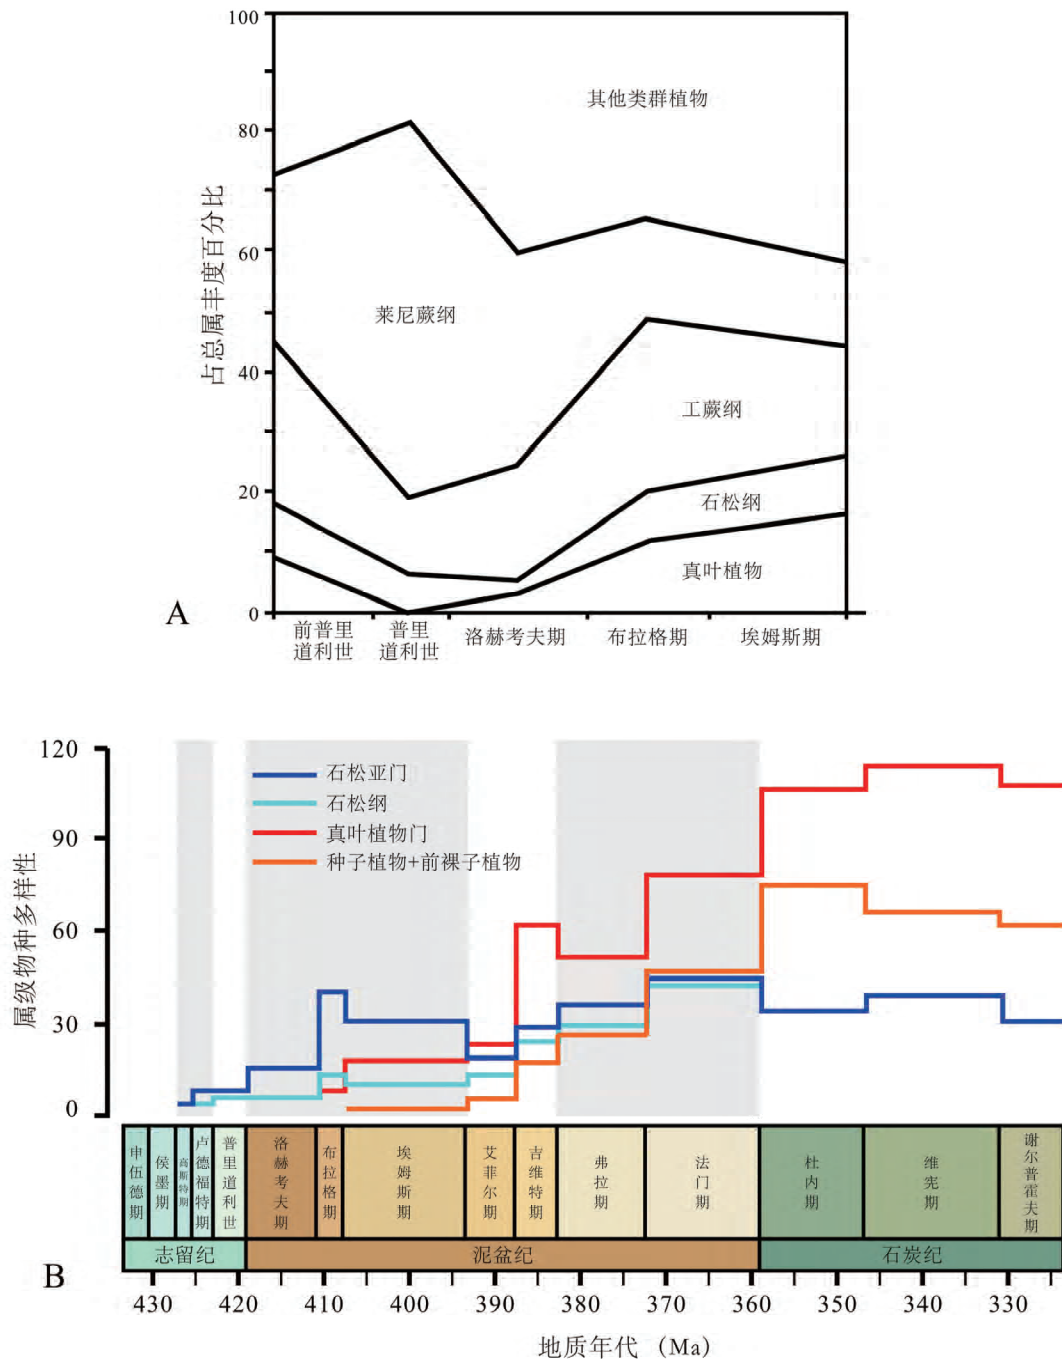 100
其他类群植物
80
占总属丰度百分比
60
莱尼蕨纲
40
工蕨纲
20
石松纲
真叶植物
A
0
前普里
道利世
普里
道利世
洛赫考夫期
布拉格期
埃姆斯期
120
石松亚门
石松纲
真叶植物门
种子植物+前裸子植物
90
属级物种多样性
60
30
0
申伍德期
侯墨期
高斯特期
卢德福特期
普里道利世
洛赫考夫期
布拉格期
埃姆斯期
艾菲尔期
吉维特期
弗拉期
法门期
杜内期
维宪期
谢尔普霍夫期
志留纪
泥盆纪
石炭纪
B
430
420
410
400
390
380
370
360
350
340
330
地质年代 (Ma)